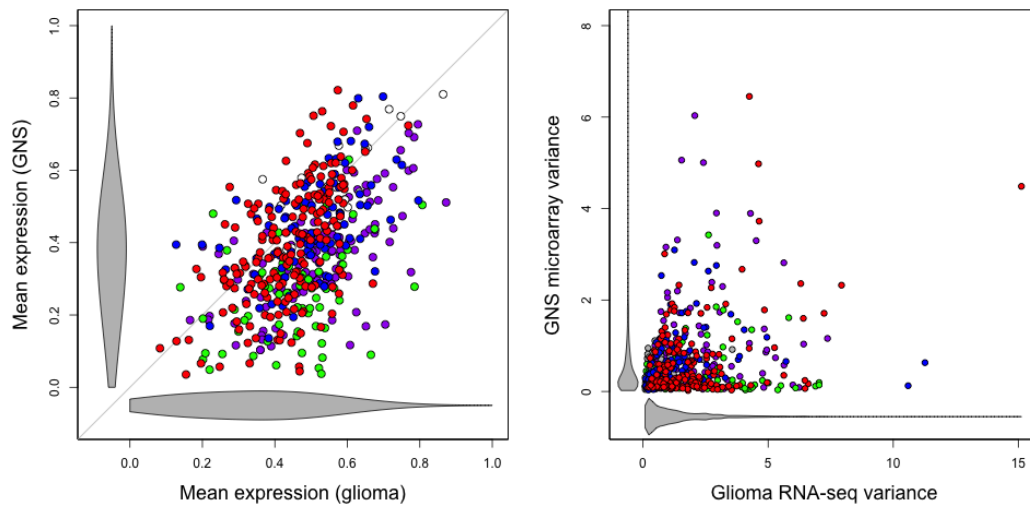 1.0
0.8
0.6
0.4
0.2
0.0
Mean expression (GNS)
0.0 0.2 0.4 0.6 0.8 1.0
Mean expression (glioma)
8
6
4
2
0
GNS microarray variance
0 5 10 15
Glioma RNA-seq variance